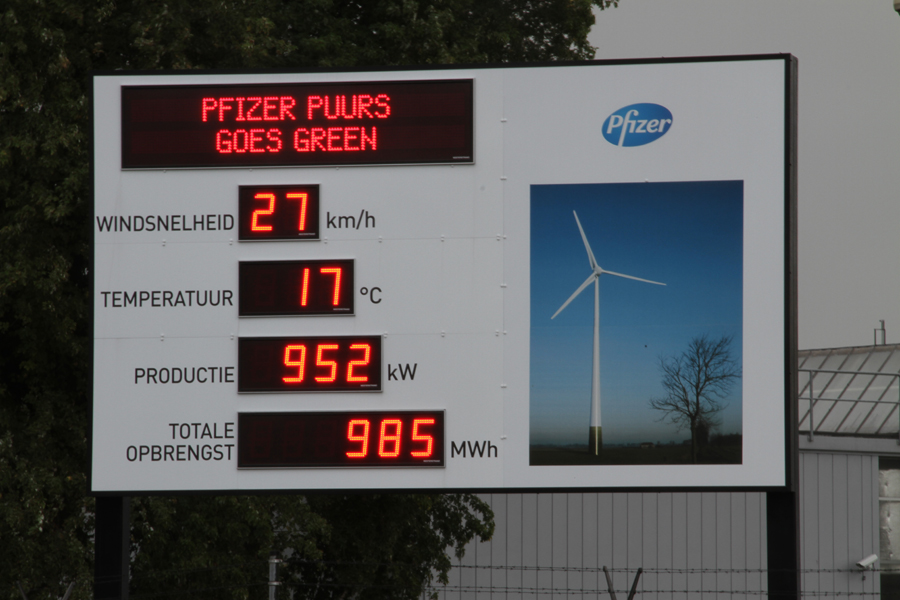 PFIZER PUURS
GOES GREEN
Pfizer
WINDSNELHEID 27 km/h
TEMPERATUUR 17 °C
PRODUCTIE 952 kW
TOTALE
OPBRENGST 985 MWh